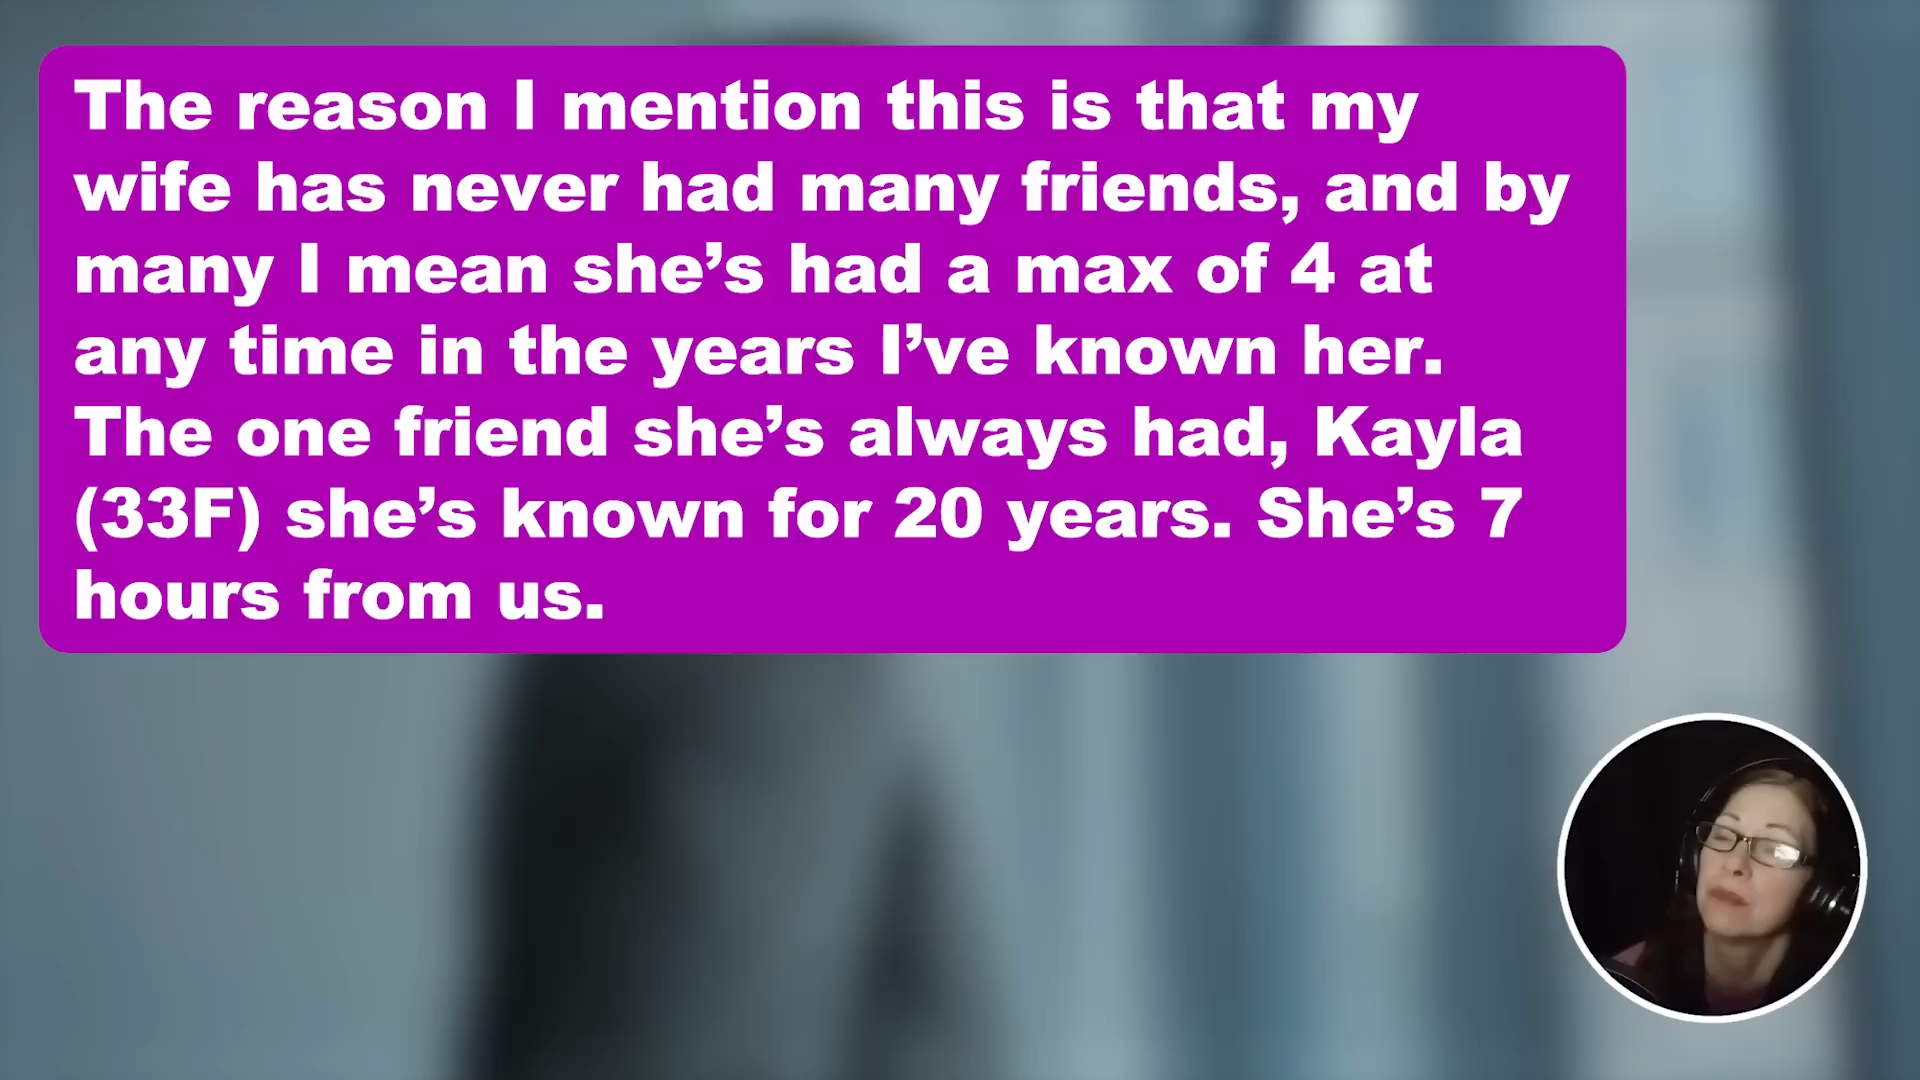 The reason I mention this is that my
wife has never had many friends, and by
many I mean she’s had a max of 4 at
any time in the years I’ve known her.
The one friend she’s always had, Kayla
(33F) she’s known for 20 years. She’s 7
hours from us.